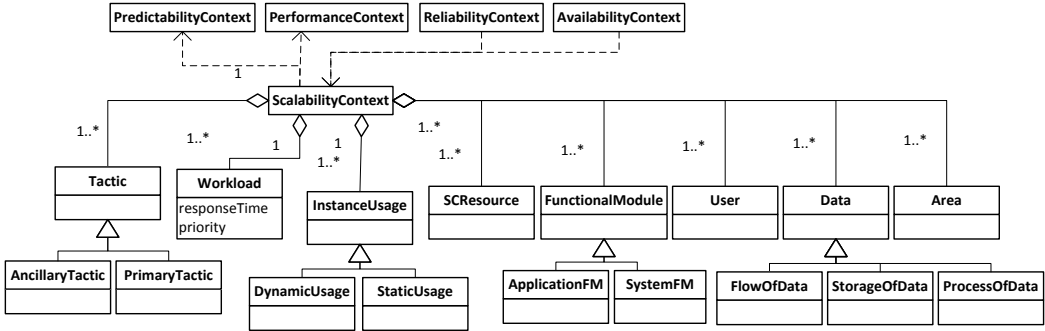 PredictabilityContext
PerformanceContext
ReliabilityContext
AvailabilityContext
1
ScalabilityContext
1..*
1..*
1
1
1..*
1..*
1..*
1..*
1..*
1..*
1..*
Tactic
Workload
responseTime
priority
InstanceUsage
SCResource
FunctionalModule
User
Data
Area
AncillaryTactic
PrimaryTactic
DynamicUsage
StaticUsage
ApplicationFM
SystemFM
FlowOfData
StorageOfData
ProcessOfData